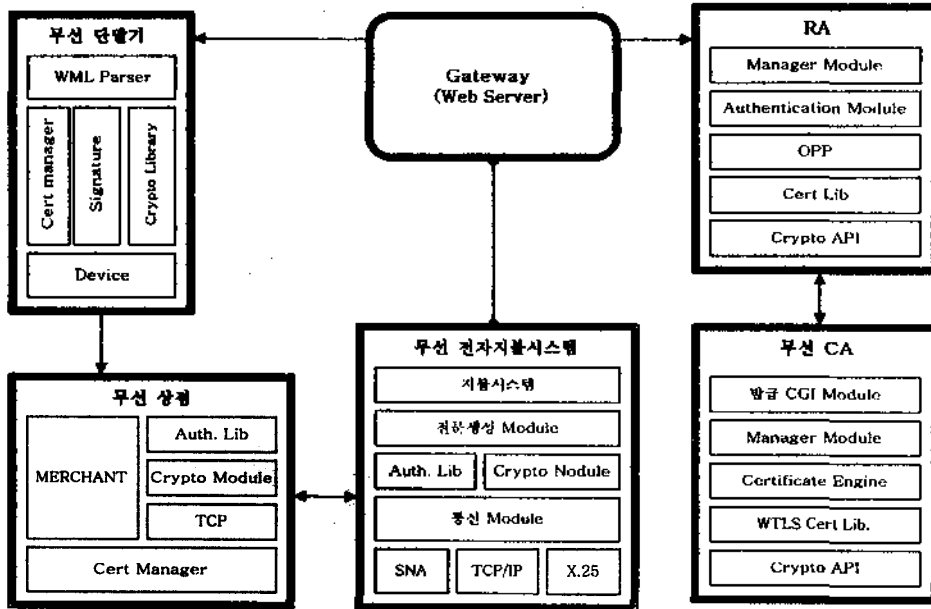 무선 단말기
WML Parser
Cert manager
Signature
Crypto Library
Device
Gateway
(Web Server)
RA
Manager Module
Authentication Module
OPP
Cert Lib
Crypto API
무선 상점
MERCHANT
Auth. Lib
Crypto Module
TCP
Cert Manager
무선 전자지불시스템
지불시스템
전문생성 Module
Auth. Lib
Crypto Nodule
통신 Module
SNA
TCP/IP
X.25
무선 CA
발급 CGI Module
Manager Module
Certificate Engine
WTLS Cert Lib.
Crypto API